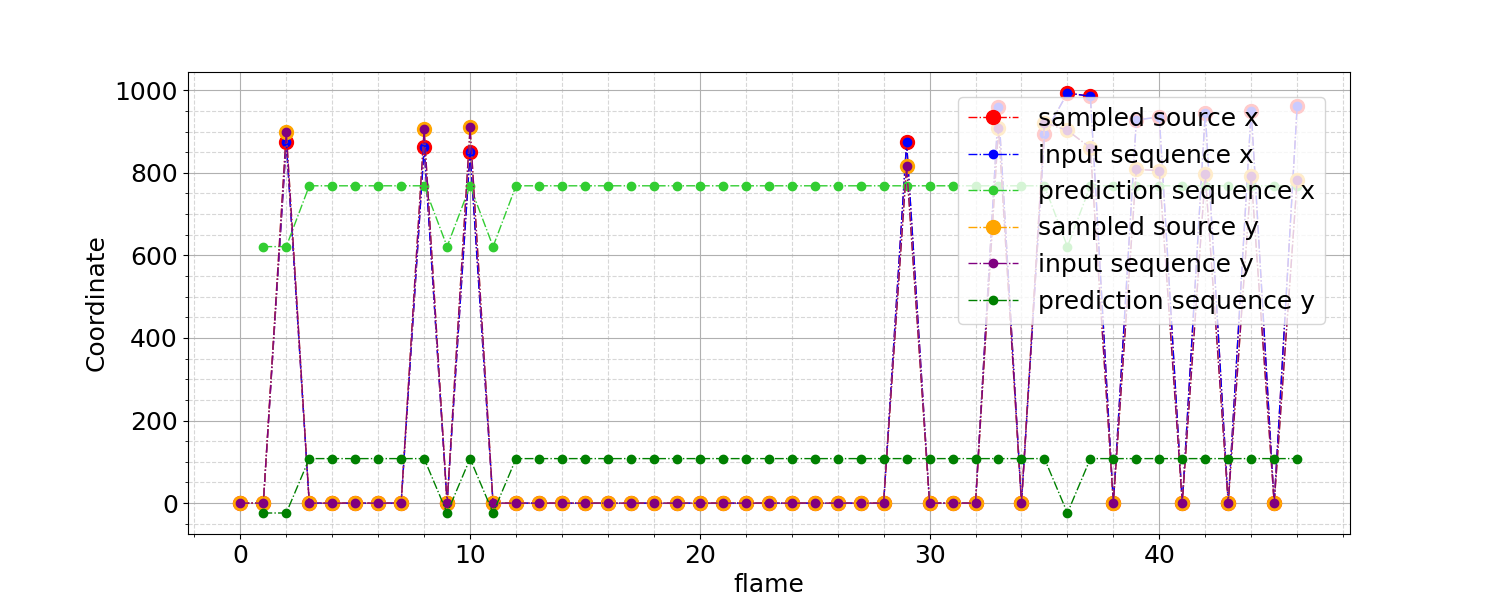 1000
800
600
400
200
0
Coordinate
sampled source x
input sequence x
prediction sequence x
sampled source y
input sequence y
prediction sequence y
0 10 20 30 40
flame